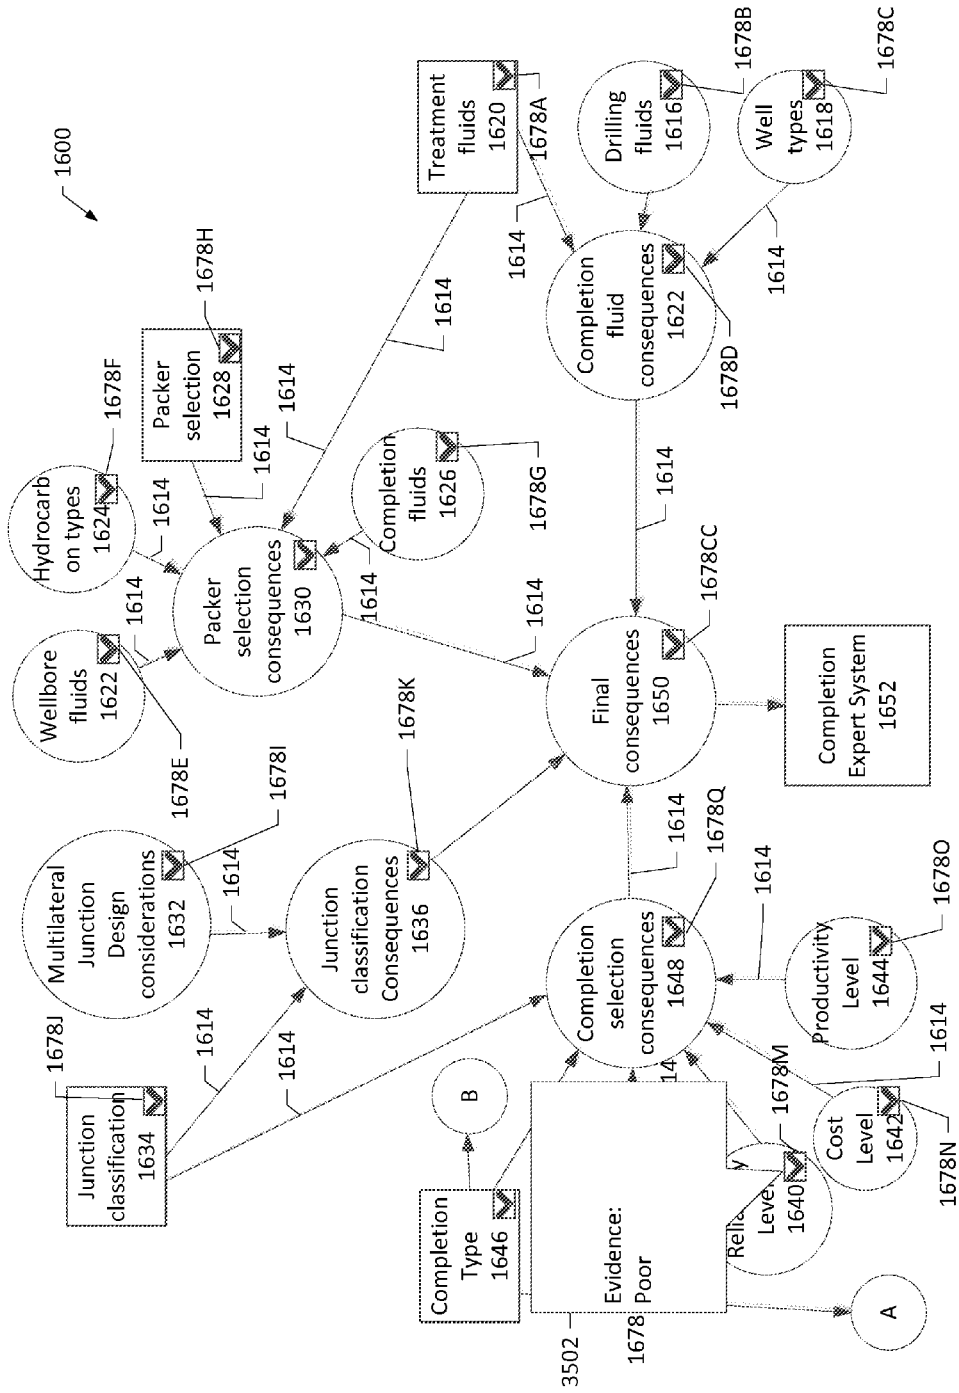 1600
Junction
classification
1634
1678J
Multilateral
Junction
Design
considerations
1632
1678I
Wellbore
fluids
1622
1678E
Hydrocarb
on types
1624
1678F
Packer
selection
1628
1678H
1614
1614
1614
1614
1614
1614
1614
Junction
classification
Consequences
1636
1678K
Packer
selection
consequences
1630
1614
1614
Completion
fluids
1626
1678G
Treatment
fluids
1620
1678A
1614
1614
Completion
Type
1646
B
3502
Evidence:
Poor
1678
Completion
selection
consequences
1648
1678Q
1614
Final
consequences
1650
1678CC
1614
1614
Completion
fluid
consequences
1622
1678D
Drilling
fluids
1616
1678B
Well
types
1618
1678C
1614
14
y
Level
1640
1678M
Cost
Level
1642
1678N
1614
Productivity
Level
1644
1678O
1614
Completion
Expert System
1652
A